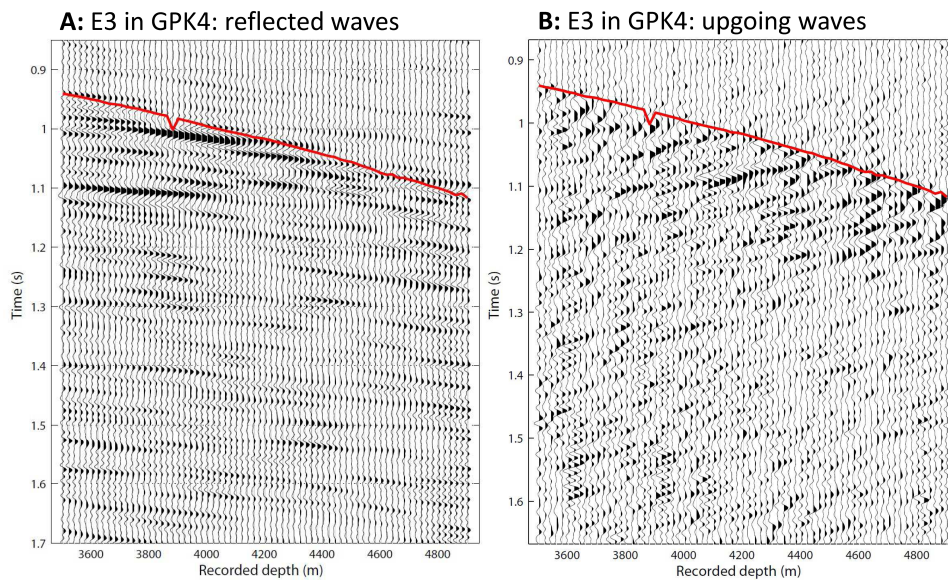 A: E3 in GPK4: reflected waves
0.9
1
1.1
1.2
1.3
1.4
1.5
1.6
1.7
Time (s)
3600 3800 4000 4200 4400 4600 4800
Recorded depth (m)
B: E3 in GPK4: upgoing waves
0.9
1
1.1
1.2
1.3
1.4
1.5
1.6
Time (s)
3600 3800 4000 4200 4400 4600 4800
Recorded depth (m)